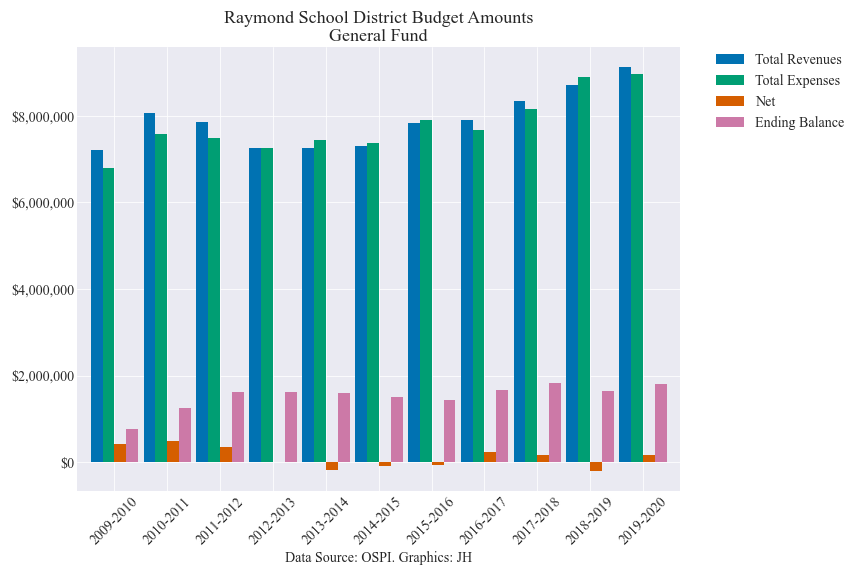 Raymond School District Budget Amounts
General Fund
Total Revenues
Total Expenses
Net
Ending Balance
$8,000,000
$6,000,000
$4,000,000
$2,000,000
$0
2009-2010
2010-2011
2011-2012
2012-2013
2013-2014
2014-2015
2015-2016
2016-2017
2017-2018
2018-2019
2019-2020
Data Source: OSPI. Graphics: JH